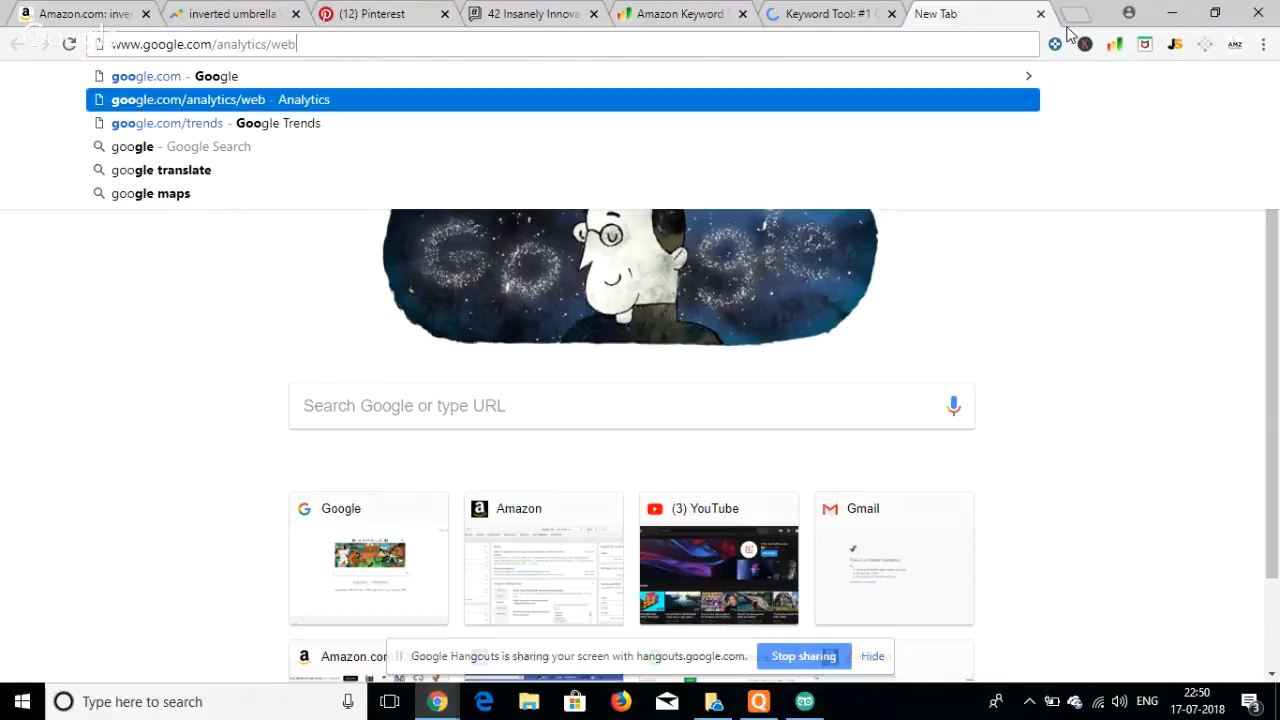 Amazon.com: inve
inverted umbrella
(12) Pinterest
42 Insanely Innova
Amazon Keyword
Keyword Tool: #1 G
New Tab
www.google.com/analytics/web
google.com - Google
google.com/analytics/web - Analytics
google.com/trends - Google Trends
google - Google Search
google translate
google maps
Search Google or type URL
Google
Amazon
(3) YouTube
Gmail
Amazon.com
Google Hangouts is sharing your screen with hangouts.google.com.
Stop sharing
Hide
Type here to search
ENG
22:50
17-07-2018